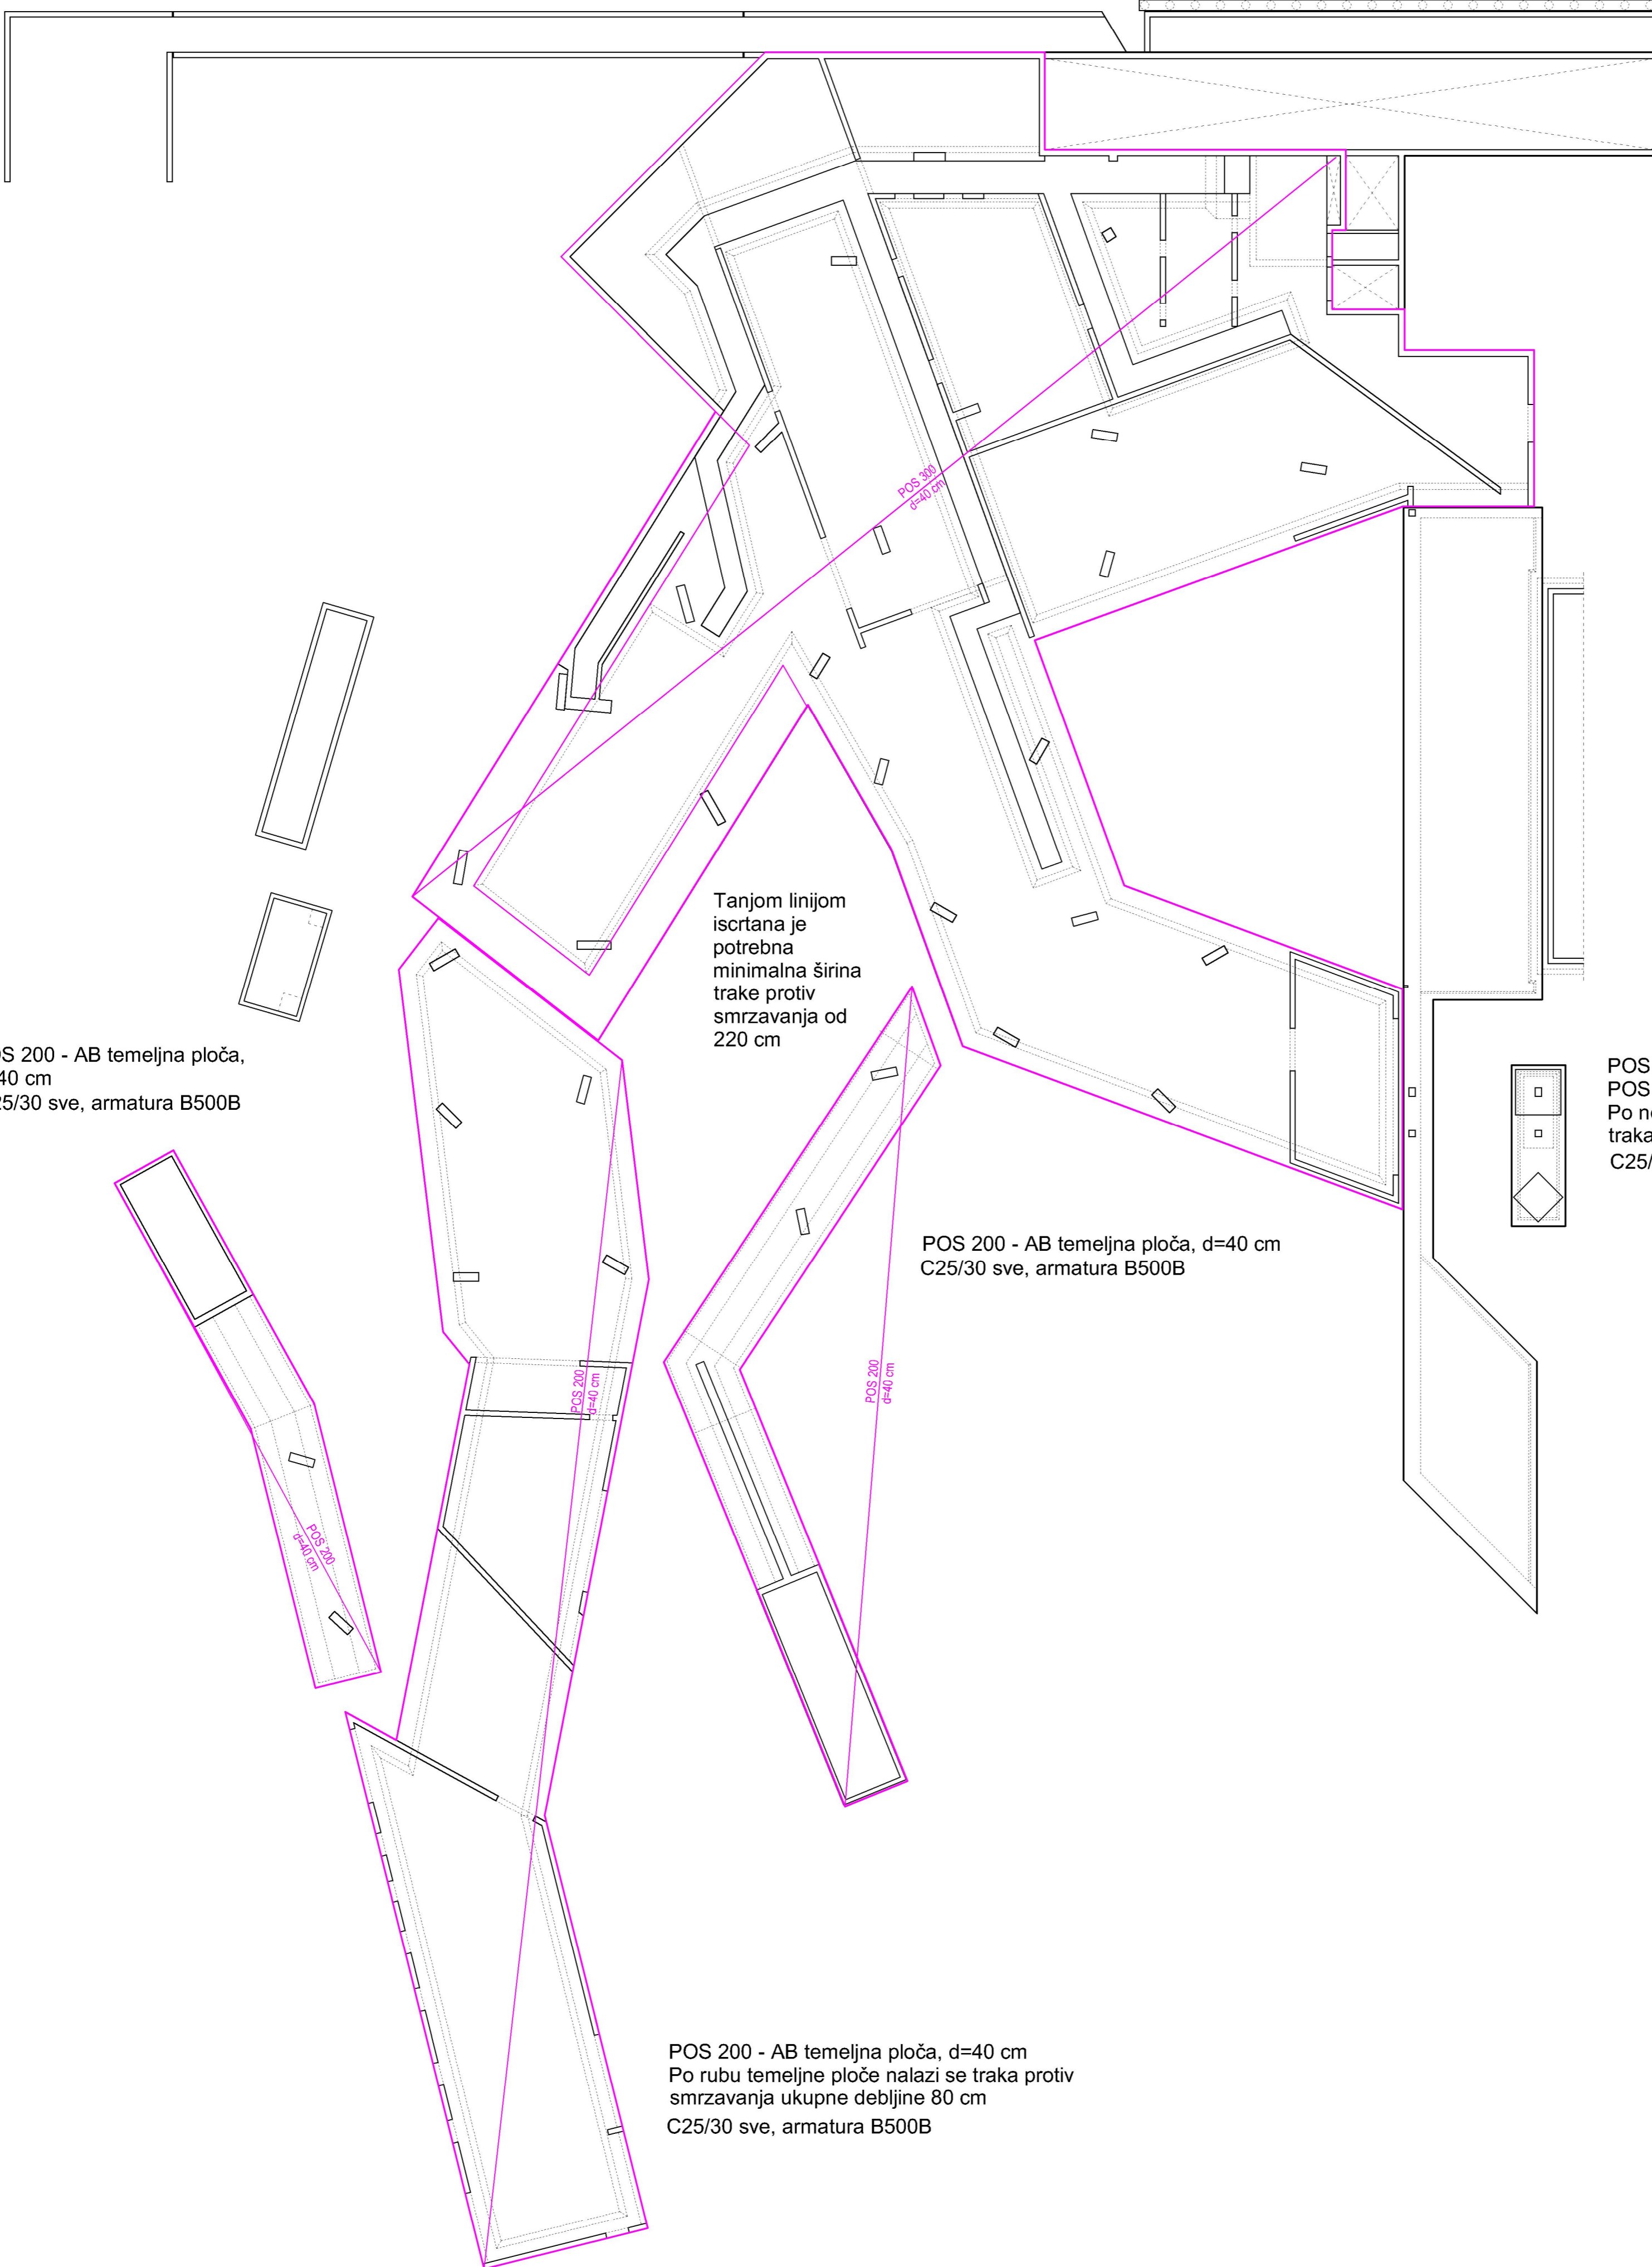 POS 300
d=40 cm
Tanjom linijom
iscrtana je
potrebna
minimalna širina
trake protiv
smrzavanja od
220 cm
S 200 - AB temeljna ploča,
40 cm
5/30 sve, armatura B500B
POS
POS
Po
traka
C25/
POS 200 - AB temeljna ploča, d=40 cm
C25/30 sve, armatura B500B
POS 200
d=40 cm
POS 200
d=40 cm
POS 200
d=40 cm
POS 200 - AB temeljna ploča, d=40 cm
Po rubu temeljne ploče nalazi se traka protiv
smrzavanja ukupne debljine 80 cm
C25/30 sve, armatura B500B